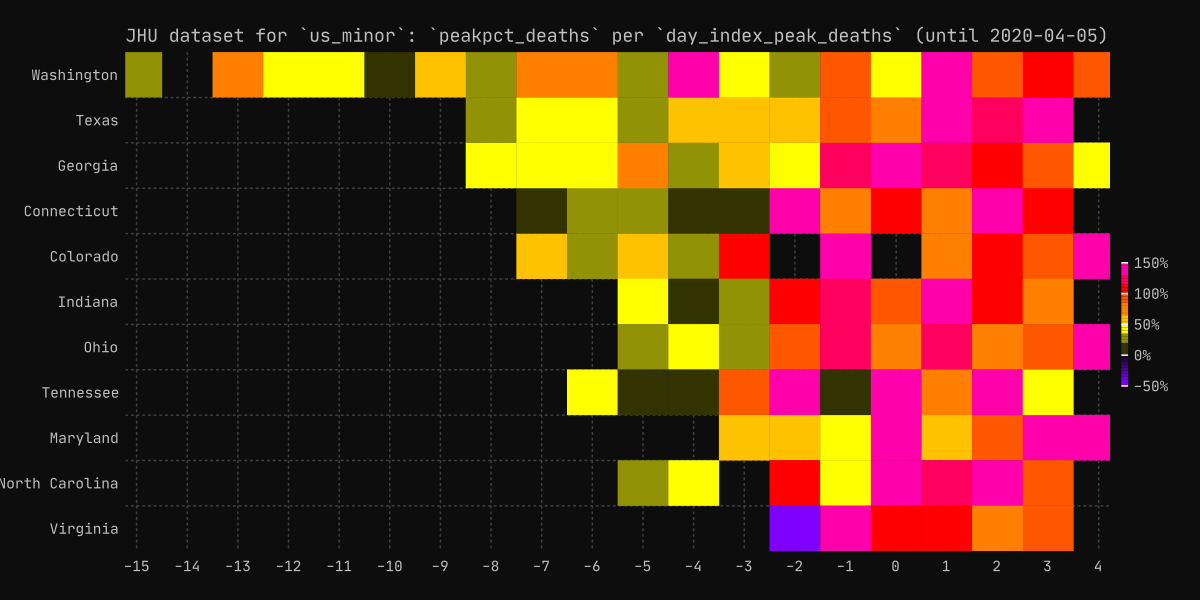 JHU dataset for `us_minor`: `peakpct_deaths` per `day_index_peak_deaths` (until 2020-04-05)
Washington
Texas
Georgia
Connecticut
Colorado
Indiana
Ohio
Tennessee
Maryland
North Carolina
Virginia
-15 -14 -13 -12 -11 -10 -9 -8 -7 -6 -5 -4 -3 -2 -1 0 1 2 3 4
150%
100%
50%
0%
-50%